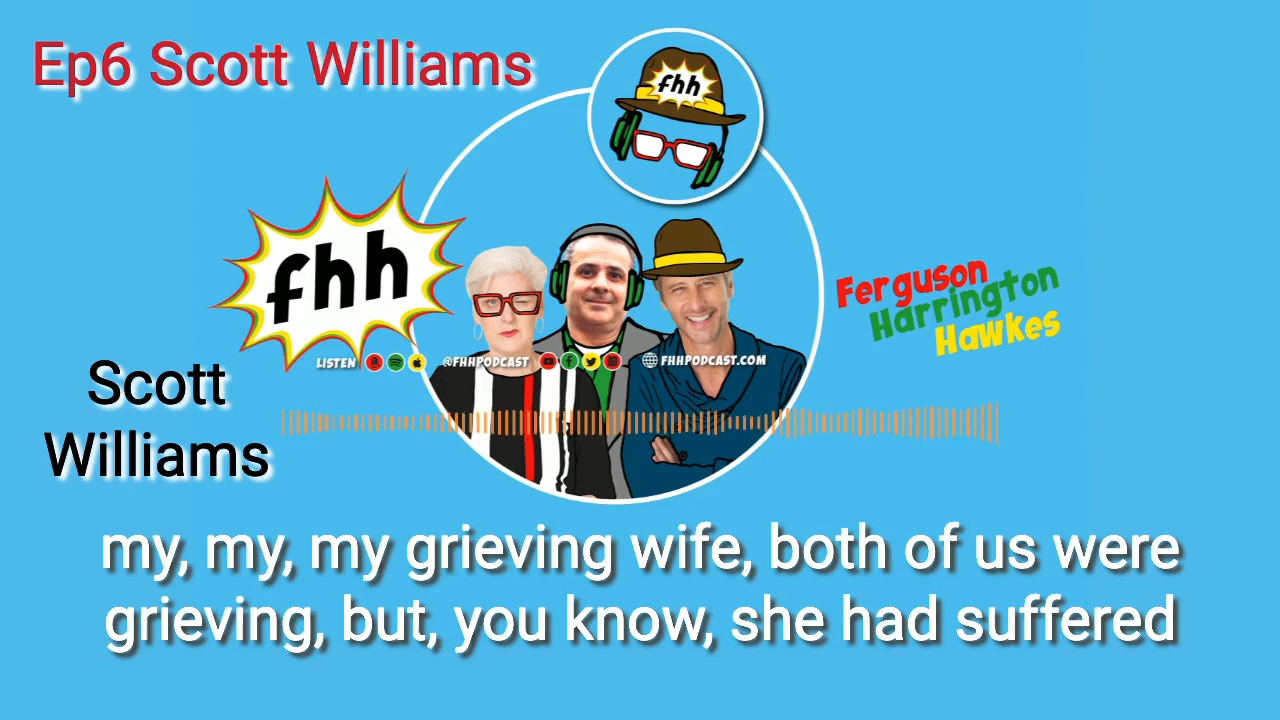 Ep6 Scott Williams
fhh
fhh
Ferguson
Harrington
Hawkes
LISTEN @FHHPODCAST FHHPODCAST.COM
Scott
Williams
my, my, my grieving wife, both of us were
grieving, but, you know, she had suffered